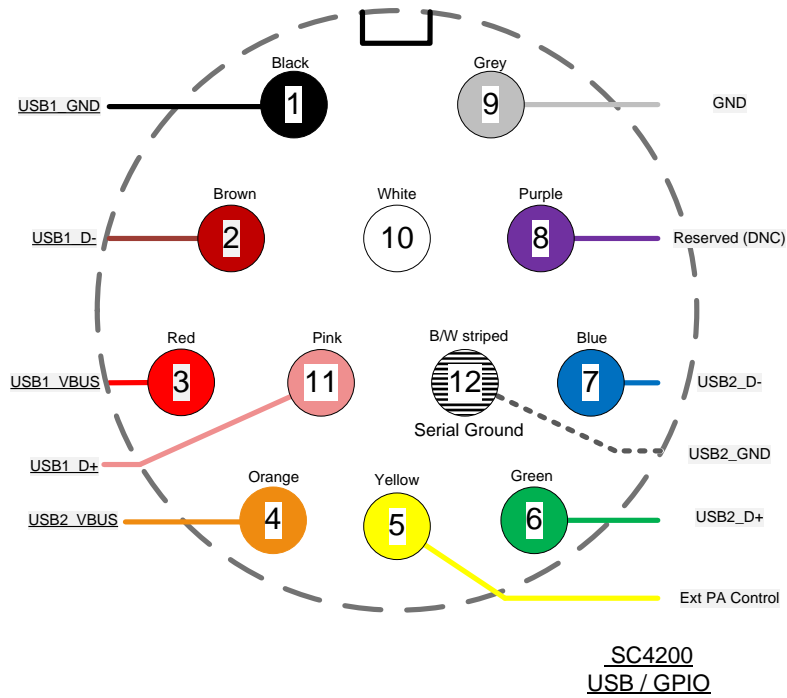 Black
Grey
USB1_GND
1
9
GND
Brown
White
Purple
USB1_D-
2
10
8
Reserved (DNC)
Red
Pink
B/W striped
Blue
USB1_VBUS
3
11
12
7
USB2_D-
Serial Ground
USB1_D+
USB2_GND
Orange
Yellow
Green
USB2_VBUS
4
5
6
USB2_D+
Ext PA Control
SC4200
USB / GPIO